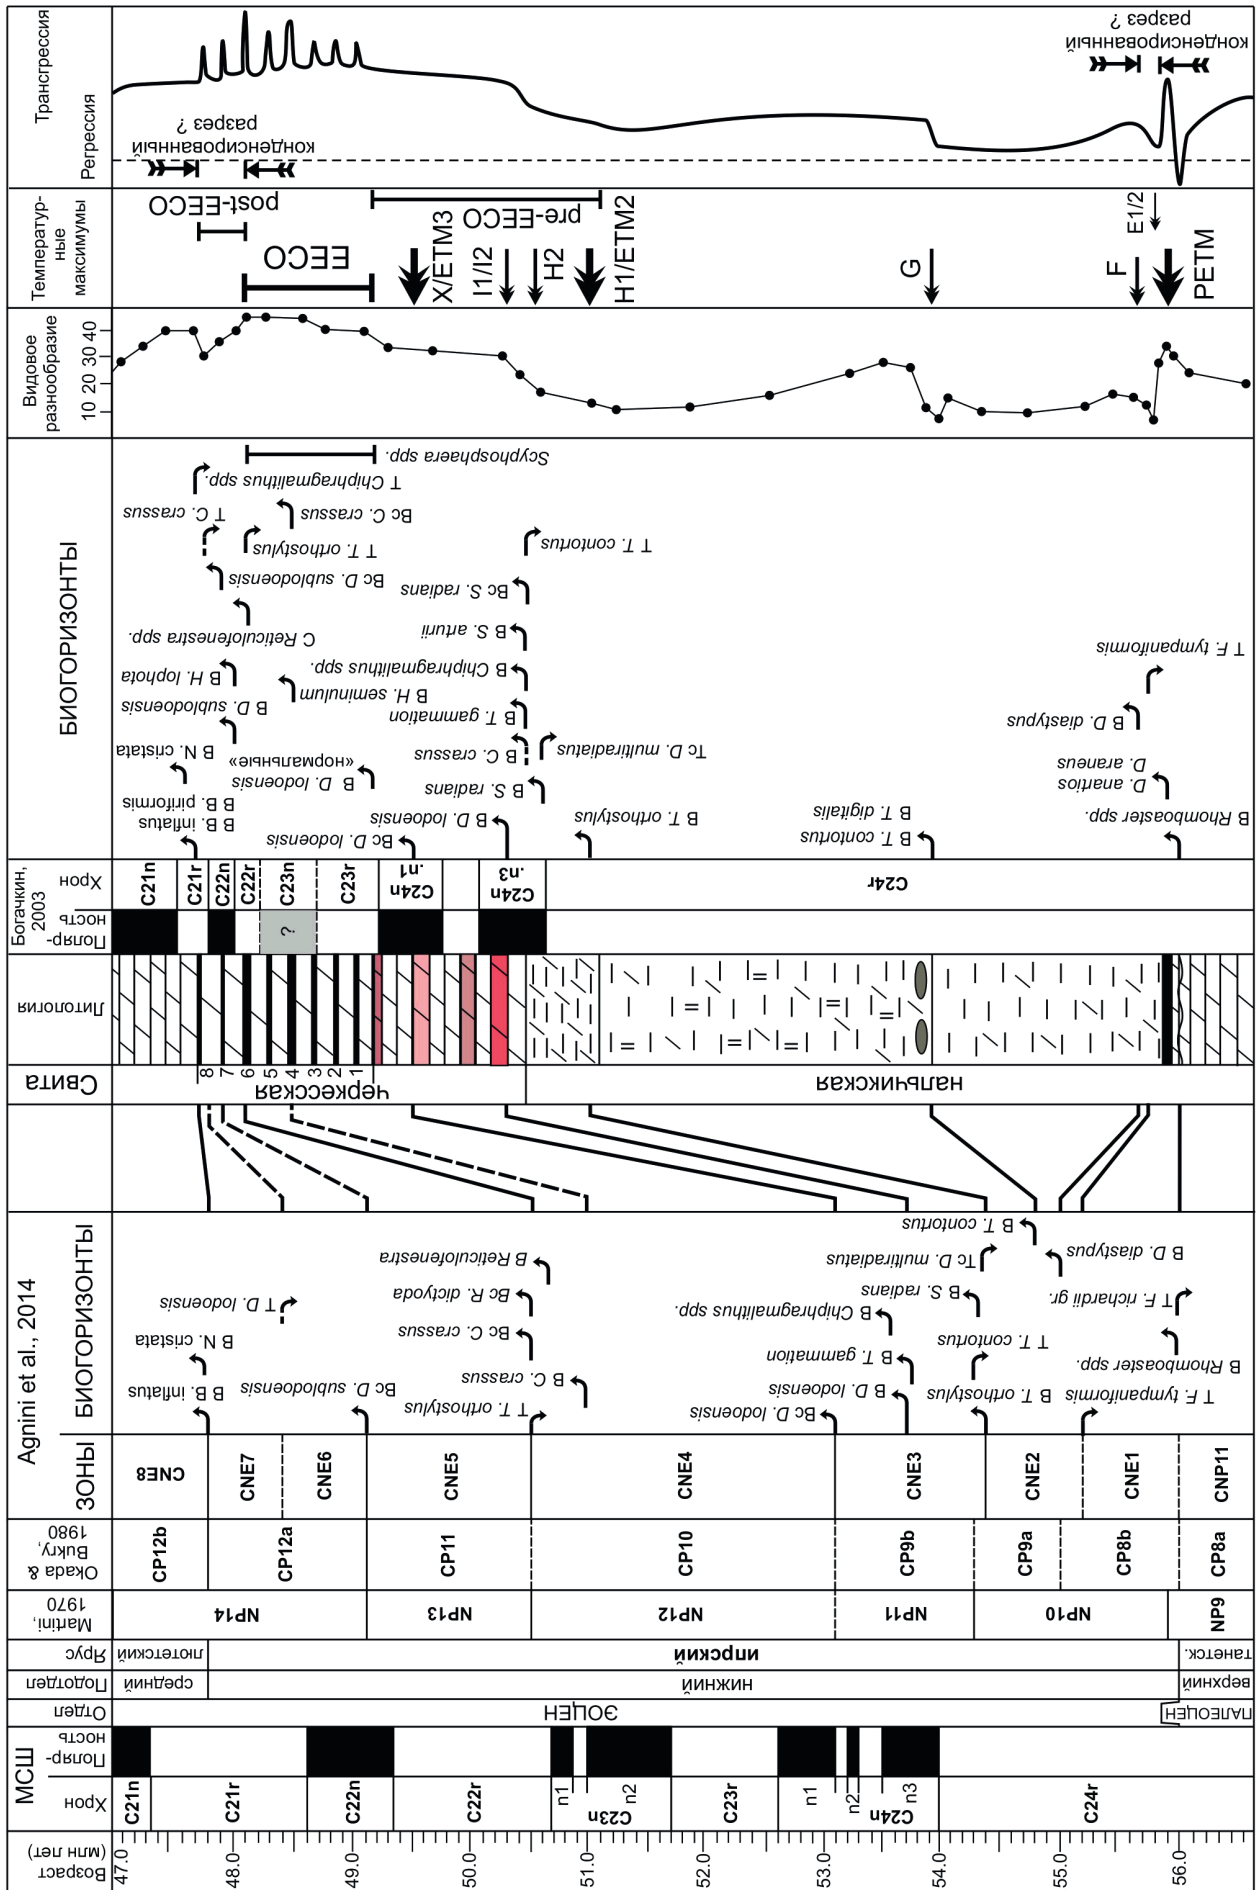 Возраст
(млн лет)
47.0
48.0
49.0
50.0
51.0
52.0
53.0
54.0
55.0
56.0
МСШ
Хрон
C21n
C21r
C22n
C22r
n1
n2
C23n
C23r
n1
n2
C24n
n3
C24r
Поляр-
ность
Отдел
ЭОЦЕН
ПАЛЕОЦЕН
Подотдел
средний
нижний
верхний
Ярус
лютетский
ипрский
танетск.
Martini,
1970
NP14
NP13
NP12
NP11
NP10
NP9
Okada &
Bukry,
1980
CP12b
CP12a
CP11
CP10
CP9b
CP9a
CP8b
CP8a
Agnini et al., 2014
ЗОНЫ
CNE8
CNE7
CNE6
CNE5
CNE4
CNE3
CNE2
CNE1
CNP11
БИОГОРИЗОНТЫ
B B. inflatus
B N. cristata
T D. lodoensis
Bc D. sublodoensis
T T. orthostylus
B C. crassus
Bc C. crassus
Bc R. dictyoda
B Reticulofenestra
Bc D. lodoensis
B D. lodoensis
B T. gammation
B Chiphragmalithus spp.
B T. orthostylus
T T. contortus
B S. radians
Tc D. multiradiatus
B T. contortus
T F. tympaniformis
B Rhomboaster spp.
T F. richardii gr.
B D. diastypus
Свита
черкесская
нальчикская
8
7
6
5
4
3
2
1
Литология
Богачкин,
2003
Поляр-
ность
?
Хрон
C21n
C21r
C22n
C22r
C23n
C23r
C24n
.n1
C24n
.n3
C24r
БИОГОРИЗОНТЫ
B B. inflatus
B B. piriformis
B N. cristata
B D. sublodoensis
B H. lophota
C Reticulofenestra spp.
Bc D. sublodoensis
T T. orthostylus
T C. crassus
Bc C. crassus
T Chiphragmalithus spp.
Scyphosphaera spp.
Bc D. lodoensis
B D. lodoensis
«нормальные»
B H. seminulum
B D. lodoensis
B S. radians
B C. crassus
Tc D. multiradiatus
B T. gammation
B Chiphragmalithus spp.
B S. arturii
Bc S. radians
T T. contortus
B T. orthostylus
B T. contortus
B T. digitalis
B Rhomboaster spp.
D. anartios
D. araneus
B D. diastypus
T F. tympaniformis
Видовое
разнообразие
10 20 30 40
Температур-
ные
максимумы
EECO
post-EECO
pre-EECO
X/ETM3
I1/I2
H2
H1/ETM2
G
F
E1/2
PETM
Регрессия
Трансгрессия
конденсированный
разрез ?
конденсированный
разрез ?